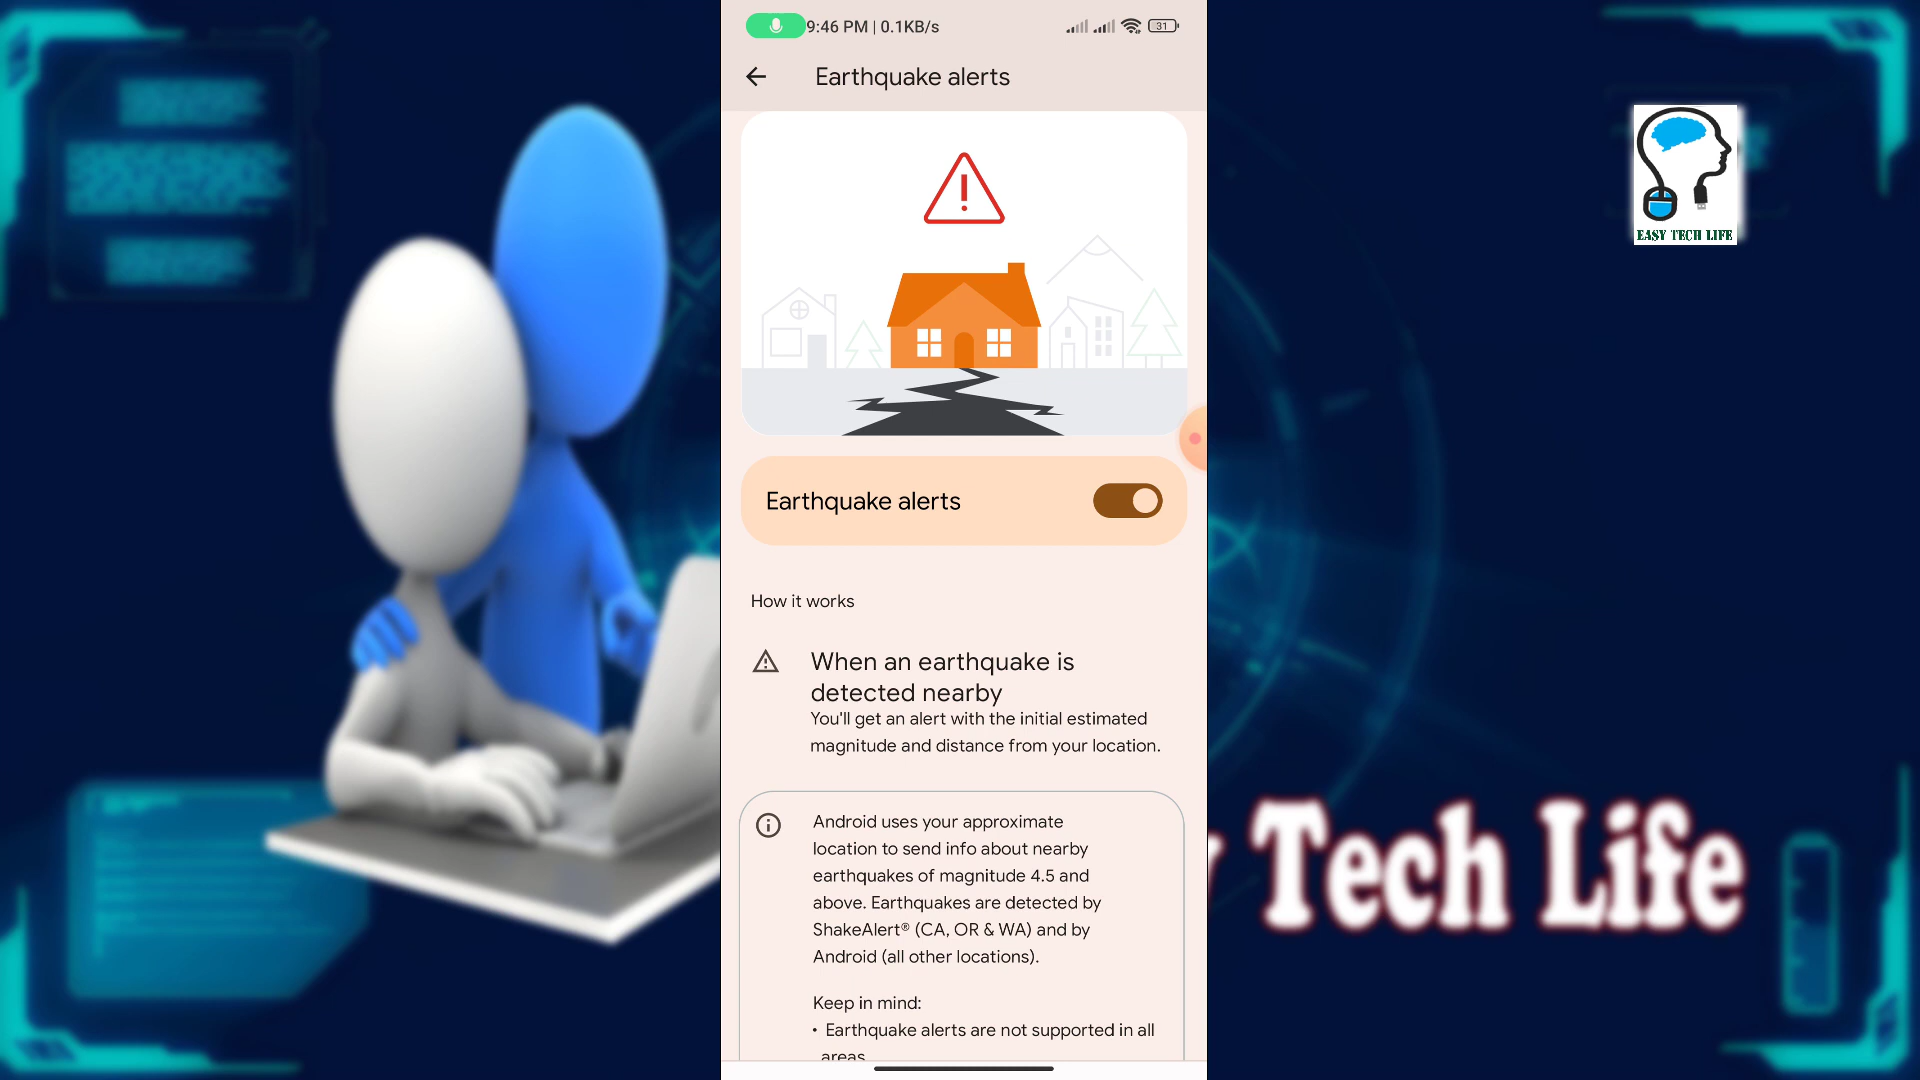 9:46 PM | 0.1KB/s
31
Earthquake alerts
EASY TECH LIFE
Earthquake alerts
How it works
When an earthquake is
detected nearby
You'll get an alert with the initial estimated
magnitude and distance from your location.
Android uses your approximate
location to send info about nearby
earthquakes of magnitude 4.5 and
above. Earthquakes are detected by
ShakeAlert® (CA, OR & WA) and by
Android (all other locations).
Keep in mind:
• Earthquake alerts are not supported in all
areas
Tech Life